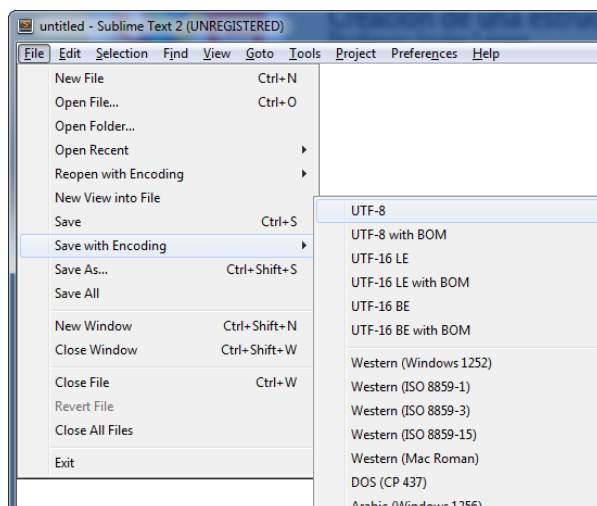 untitled - Sublime Text 2 (UNREGISTERED)
File Edit Selection Find View Goto Tools Project Preferences Help
New File Ctrl+N
Open File... Ctrl+O
Open Folder...
Open Recent
Reopen with Encoding
New View into File
Save Ctrl+S
Save with Encoding
Save As... Ctrl+Shift+S
Save All
New Window Ctrl+Shift+N
Close Window Ctrl+Shift+W
Close File Ctrl+W
Revert File
Close All Files
Exit
UTF-8
UTF-8 with BOM
UTF-16 LE
UTF-16 LE with BOM
UTF-16 BE
UTF-16 BE with BOM
Western (Windows 1252)
Western (ISO 8859-1)
Western (ISO 8859-3)
Western (ISO 8859-15)
Western (Mac Roman)
DOS (CP 437)
Arabic (Windows 1256)